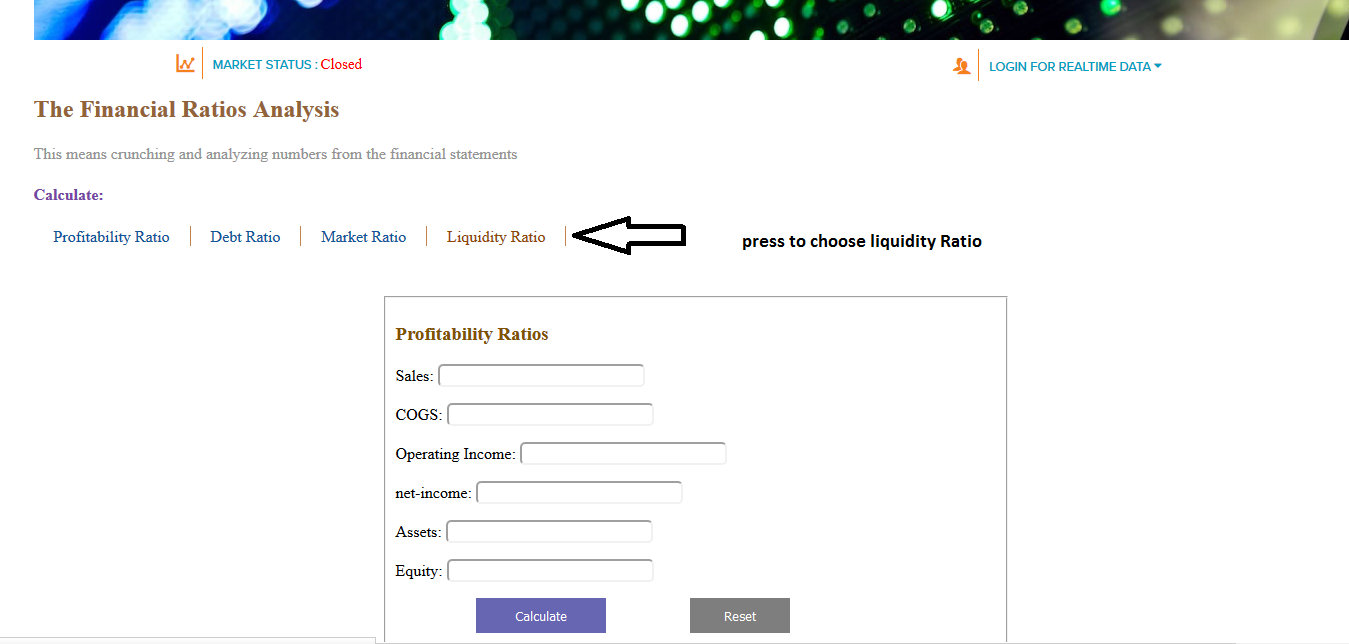 MARKET STATUS : Closed
LOGIN FOR REALTIME DATA
The Financial Ratios Analysis
This means crunching and analyzing numbers from the financial statements
Calculate:
Profitability Ratio Debt Ratio Market Ratio Liquidity Ratio
press to choose liquidity Ratio
Profitability Ratios
Sales:
COGS:
Operating Income:
net-income:
Assets:
Equity:
Calculate Reset